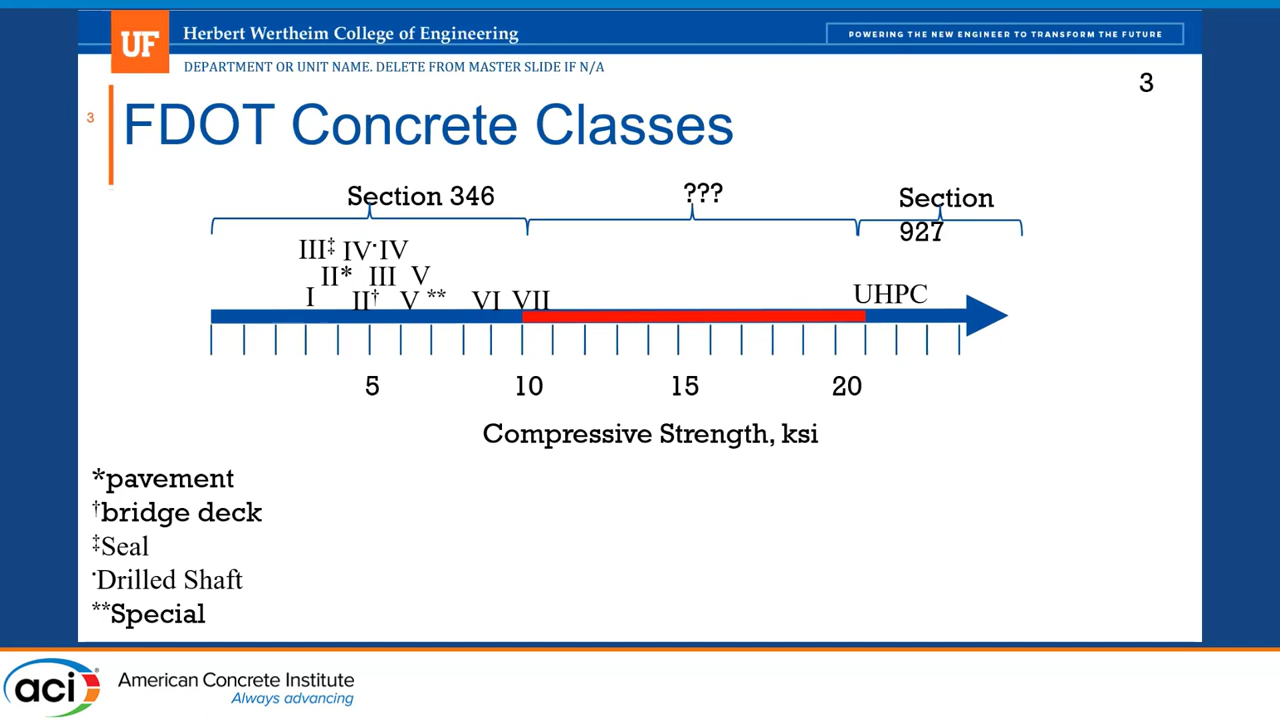 UF
Herbert Wertheim College of Engineering
POWERING THE NEW ENGINEER TO TRANSFORM THE FUTURE
DEPARTMENT OR UNIT NAME. DELETE FROM MASTER SLIDE IF N/A
3
3
FDOT Concrete Classes
Section 346
???
Section
927
III‡ IV· IV
II* III V
I II† V ** VI VII
UHPC
5 10 15 20
Compressive Strength, ksi
*pavement
†bridge deck
‡Seal
·Drilled Shaft
**Special
aci®
American Concrete Institute
Always advancing